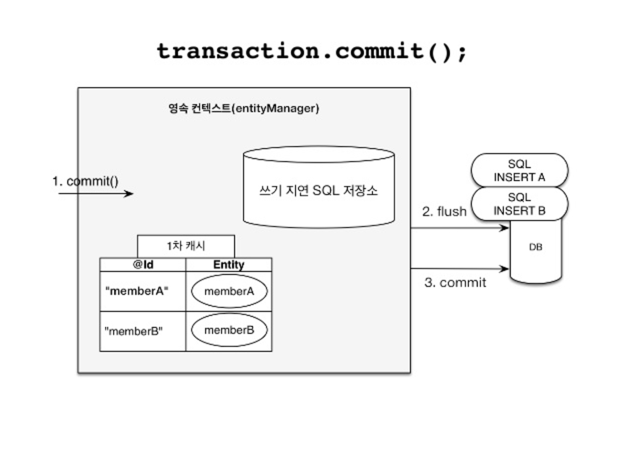 transaction.commit();
영속 컨텍스트(entityManager)
1. commit()
쓰기 지연 SQL 저장소
SQL
INSERT A
SQL
INSERT B
2. flush
DB
3. commit
1차 캐시
@Id Entity
"memberA" memberA
"memberB" memberB